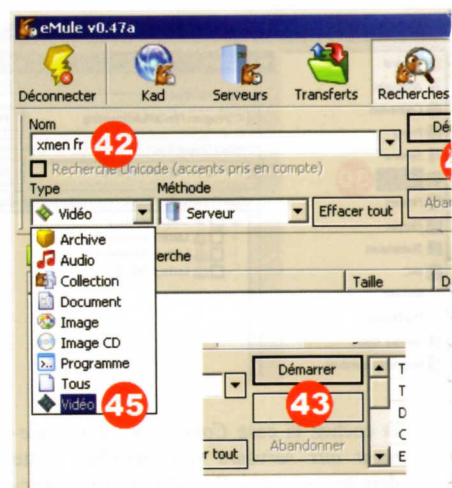 eMule v0.47a
Déconnecter Kad Serveurs Transferts Recherches
Nom
xmen fr
42
Recherche Unicode (accents pris en compte)
Type Méthode
Vidéo Serveur Effacer tout
Archive
Audio
Collection
Document
Image
Image CD
Programme
Tous
Vidéo
45
Taille
Démarrer
43
Abandonner
tout